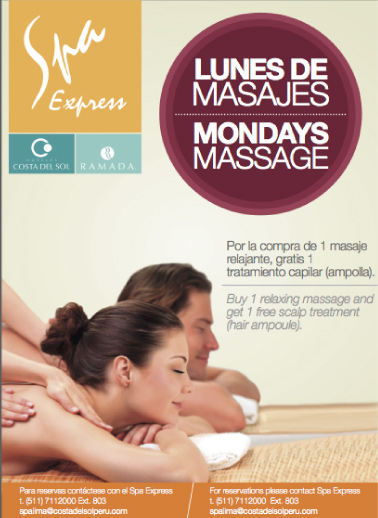 Spa
Express
LUNES DE
MASAJES
MONDAYS
MASSAGE
COSTA DEL SOL
RAMADA
Por la compra de 1 masaje
relajante, gratis 1
tratamiento capilar (ampolla).
Buy 1 relaxing massage and
get 1 free scalp treatment
(hair ampoule).
Para reservas contáctese con el Spa Express
t. (511) 7112000 Ext. 803
spalima@costadelsolperu.com
For reservations please contact Spa Express
t. (511) 7112000 Ext. 803
spalima@costadelsolperu.com